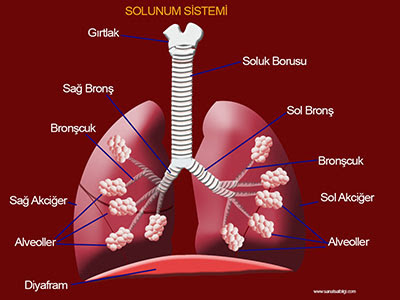 SOLUNUM SİSTEMİ
Gırtlak
Soluk Borusu
Sağ Bronş
Sol Bronş
Bronşcuk
Bronşcuk
Sağ Akciğer
Sol Akciğer
Alveoller
Alveoller
Diyafram